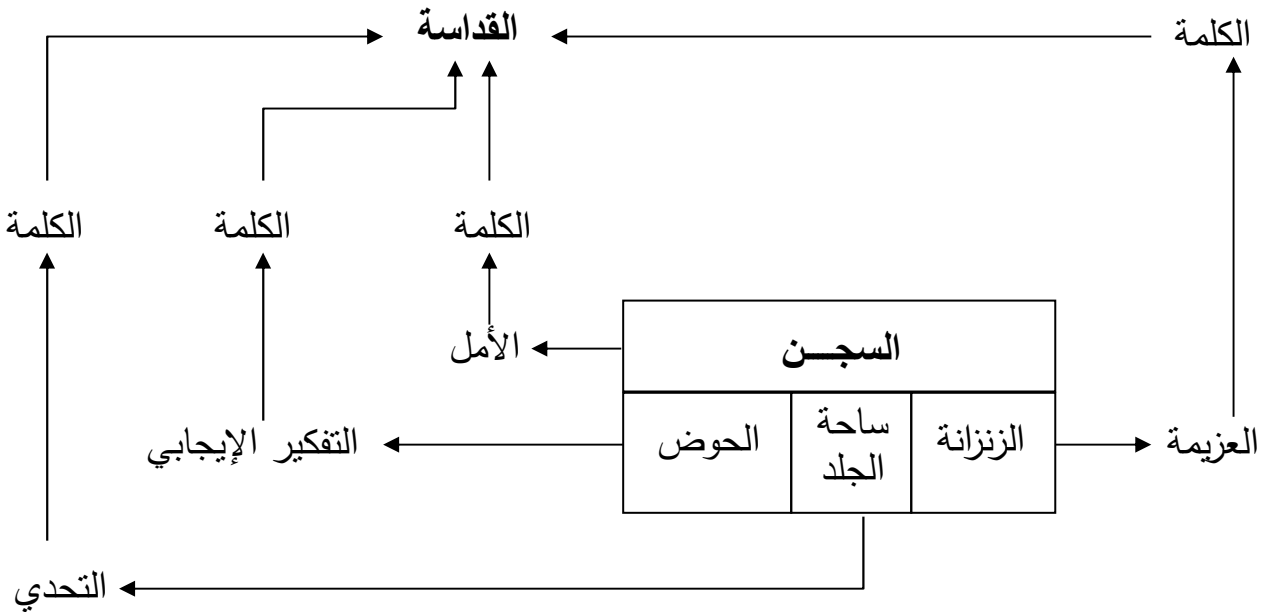 الكلمة
القداسة
الكلمة
الكلمة
الكلمة
السجـــن
الأمل
الزنزانة
ساحة
الجلد
الحوض
العزيمة
التفكير الإيجابي
التحدي